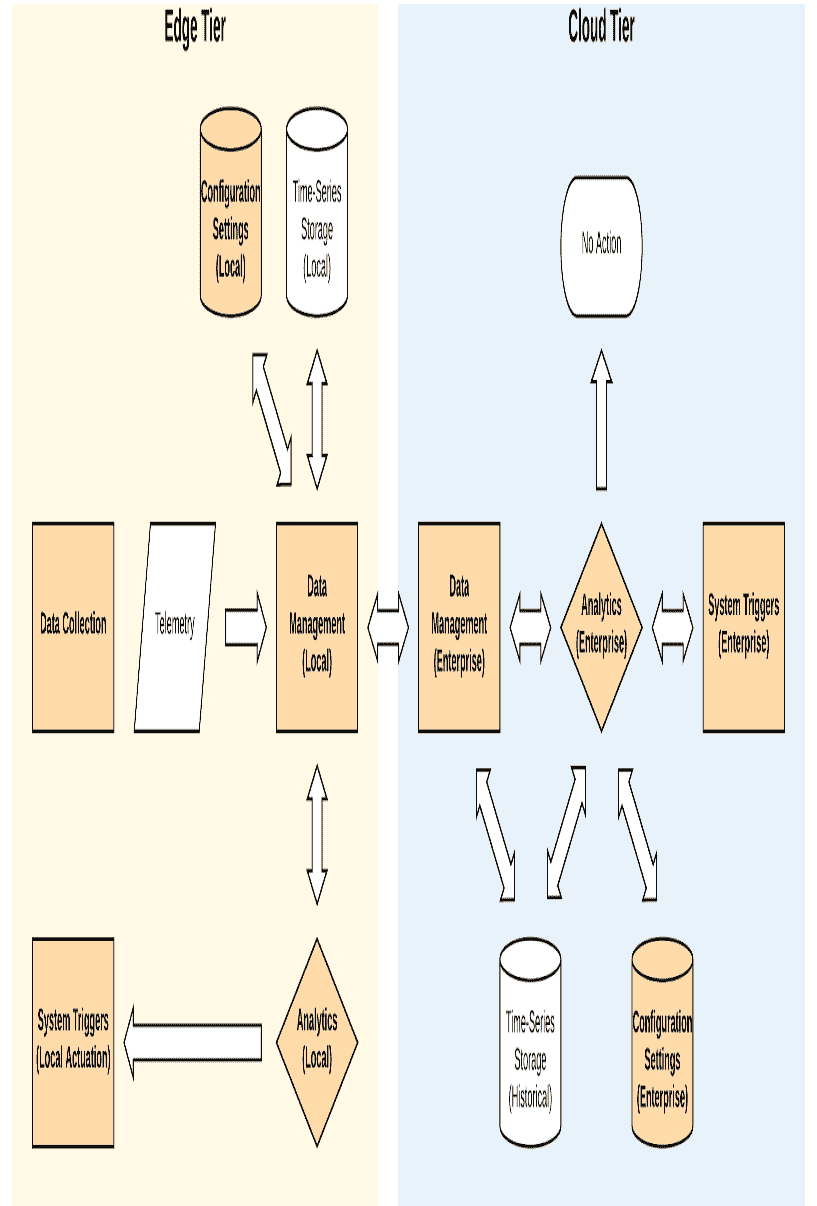 Edge Tier
Cloud Tier
Configuration
Settings
(Local)
Time-Series
Storage
(Local)
No Action
Data Collection
Telemetry
Data
Management
(Local)
Data
Management
(Enterprise)
Analytics
(Enterprise)
System Triggers
(Enterprise)
System Triggers
(Local Actuation)
Analytics
(Local)
Time-Series
Storage
(Historical)
Configuration
Settings
(Enterprise)